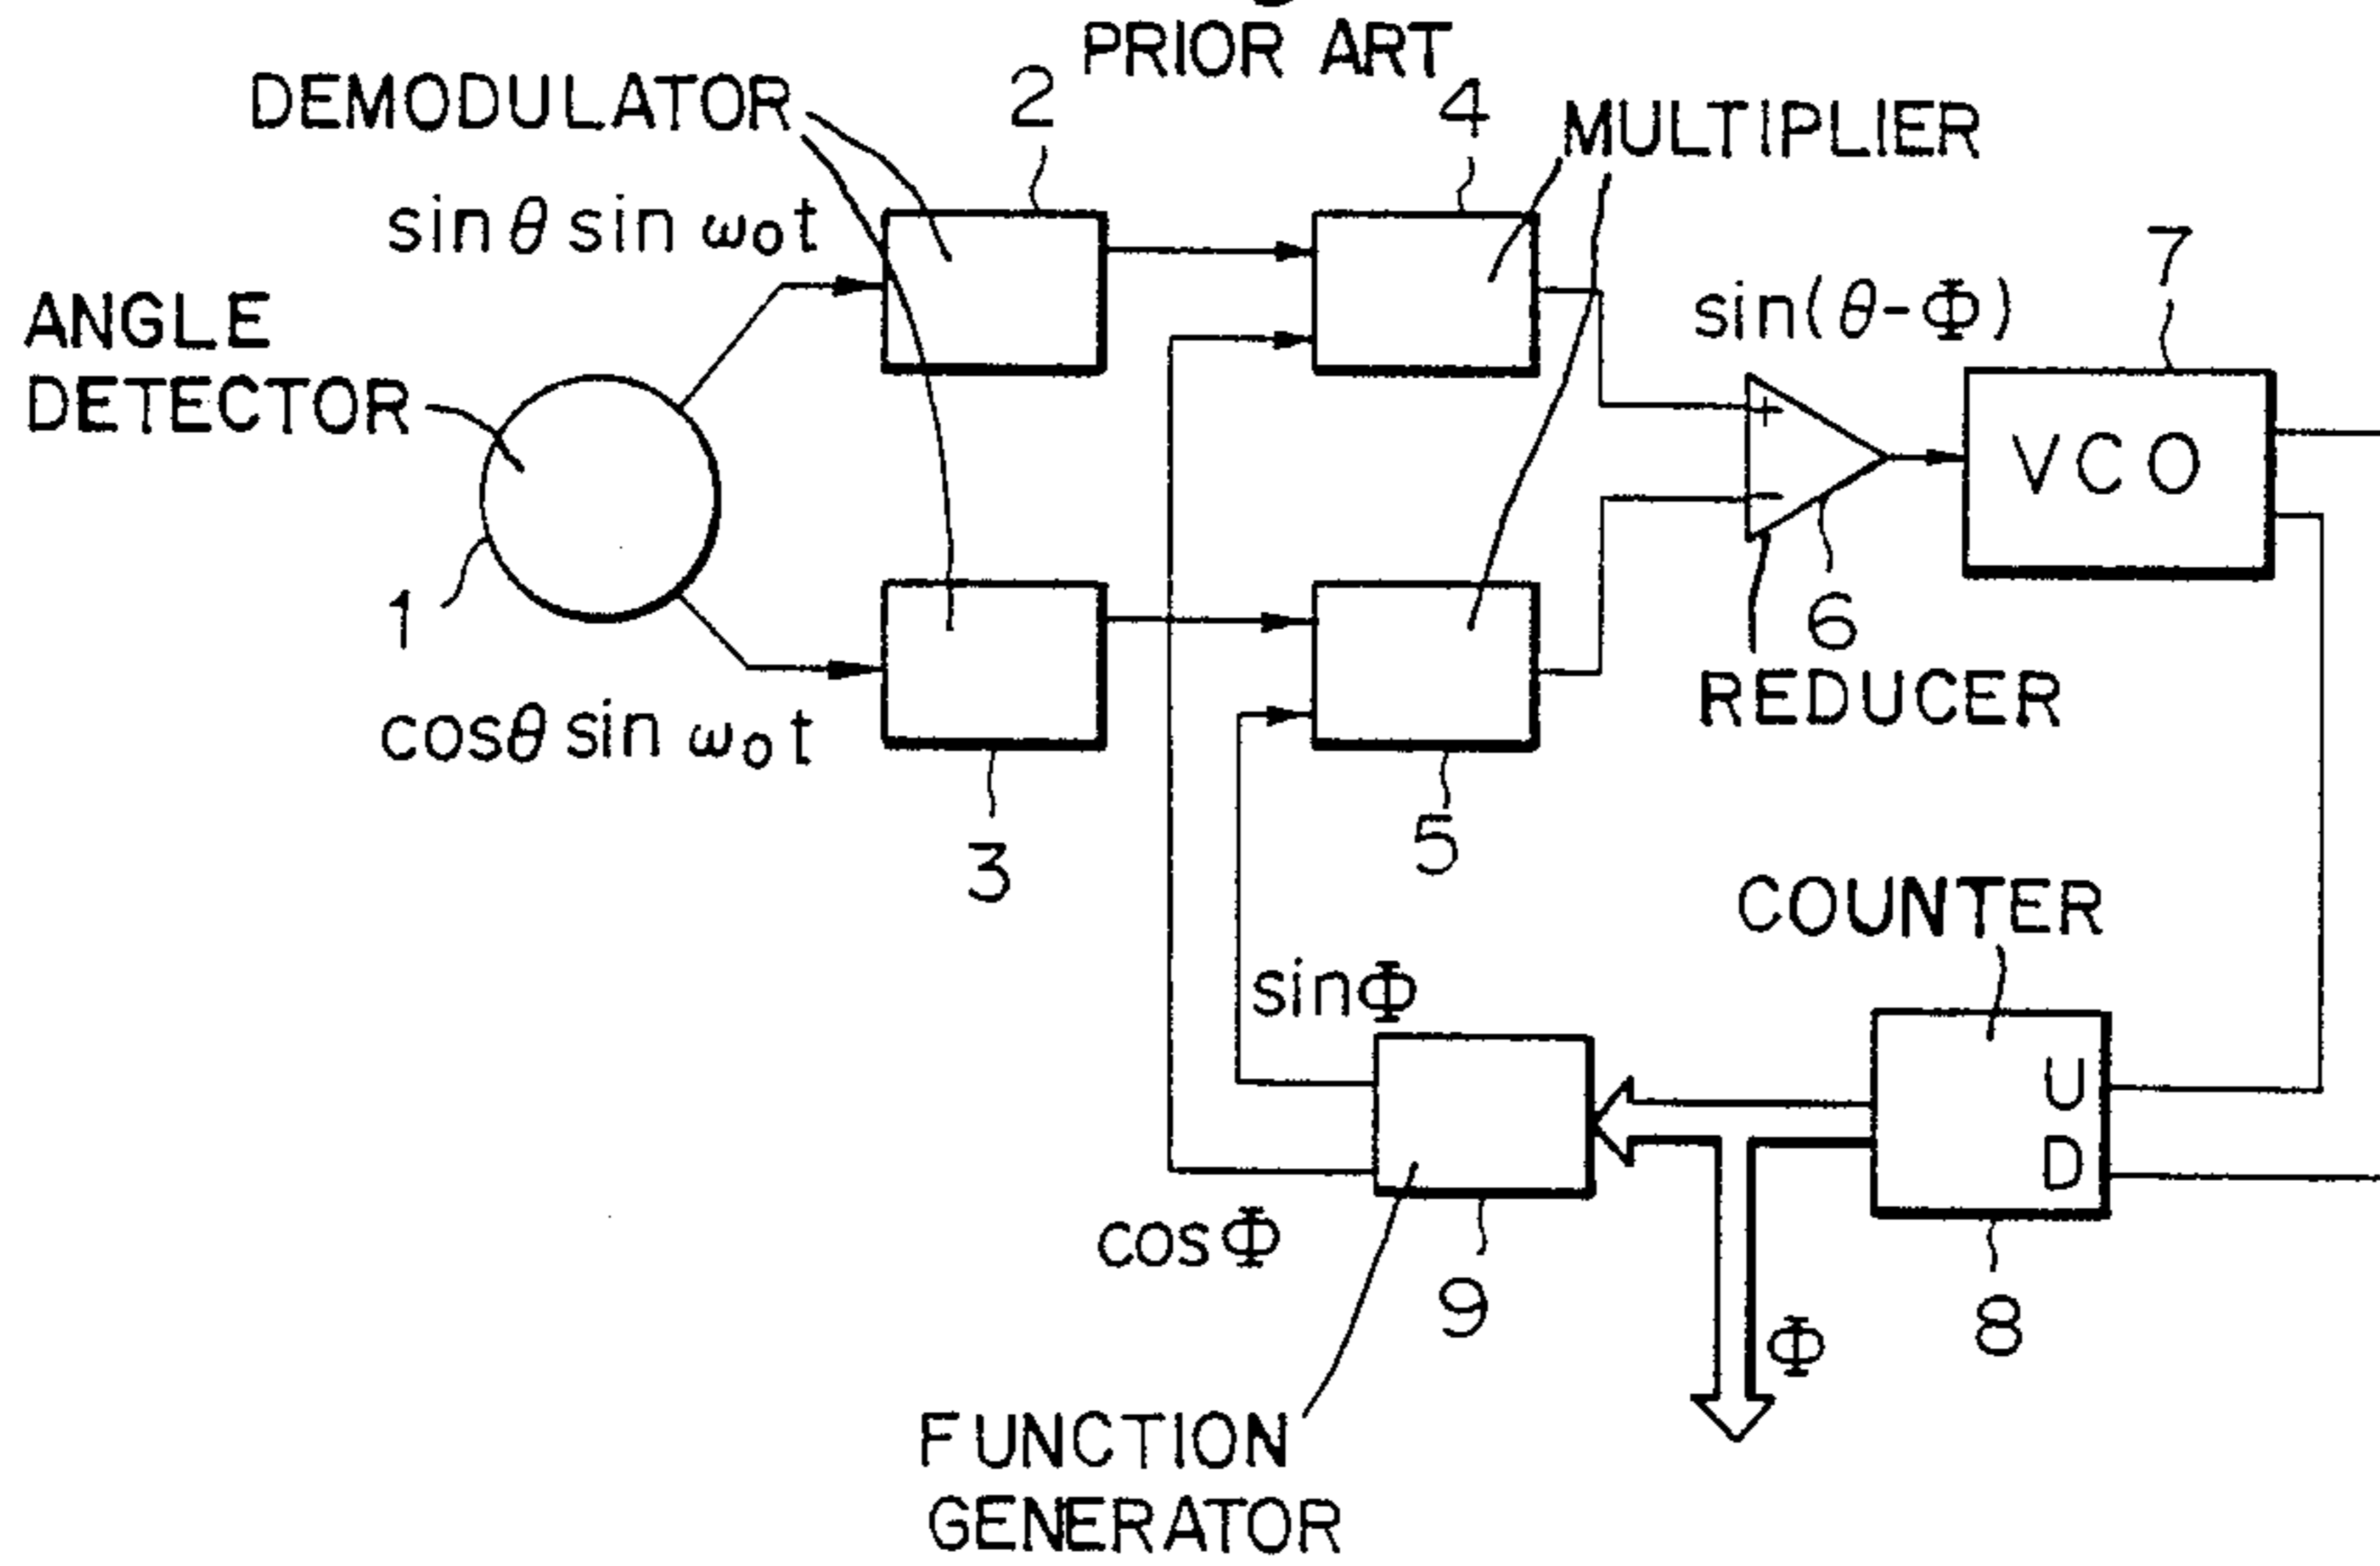 PRIOR ART
DEMODULATOR
2
4
MULTIPLIER
sin θ sin ω₀t
7
ANGLE
DETECTOR
sin(θ-Φ)
+
VCO
−
1
6
REDUCER
cosθ sin ω₀t
3
5
COUNTER
sinΦ
U
D
cosΦ
9
8
Φ
FUNCTION
GENERATOR